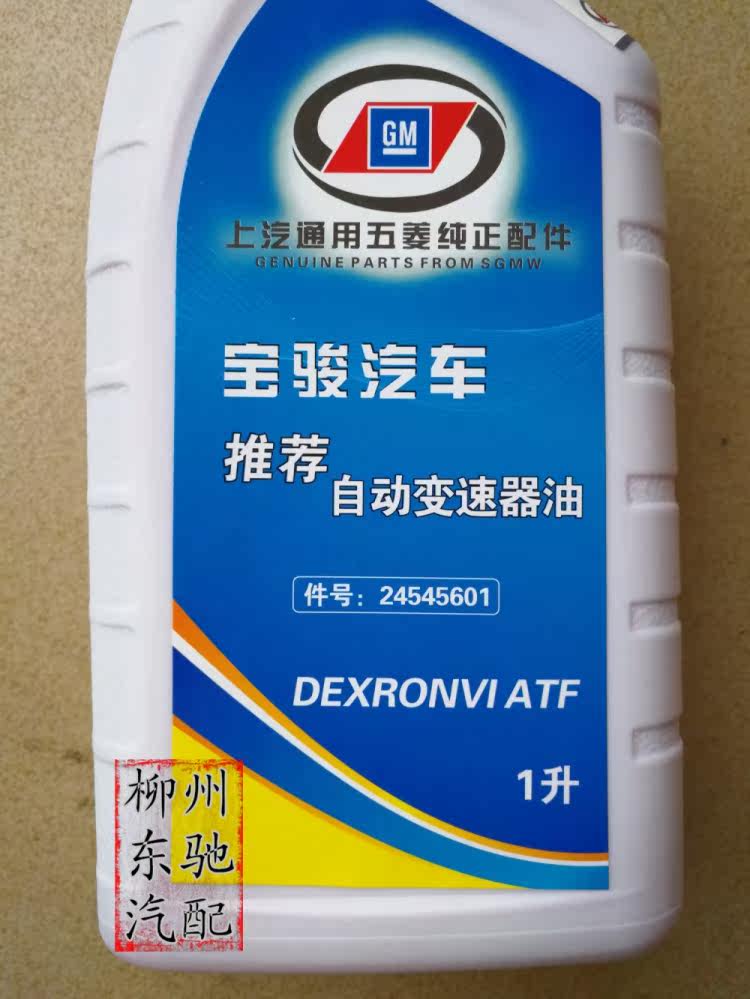 GM
上汽通用五菱纯正配件
GENUINE PARTS FROM SGMW
宝骏汽车
推荐
自动变速器油
件号：24545601
DEXRONVI ATF
1升
柳州
东驰
汽配